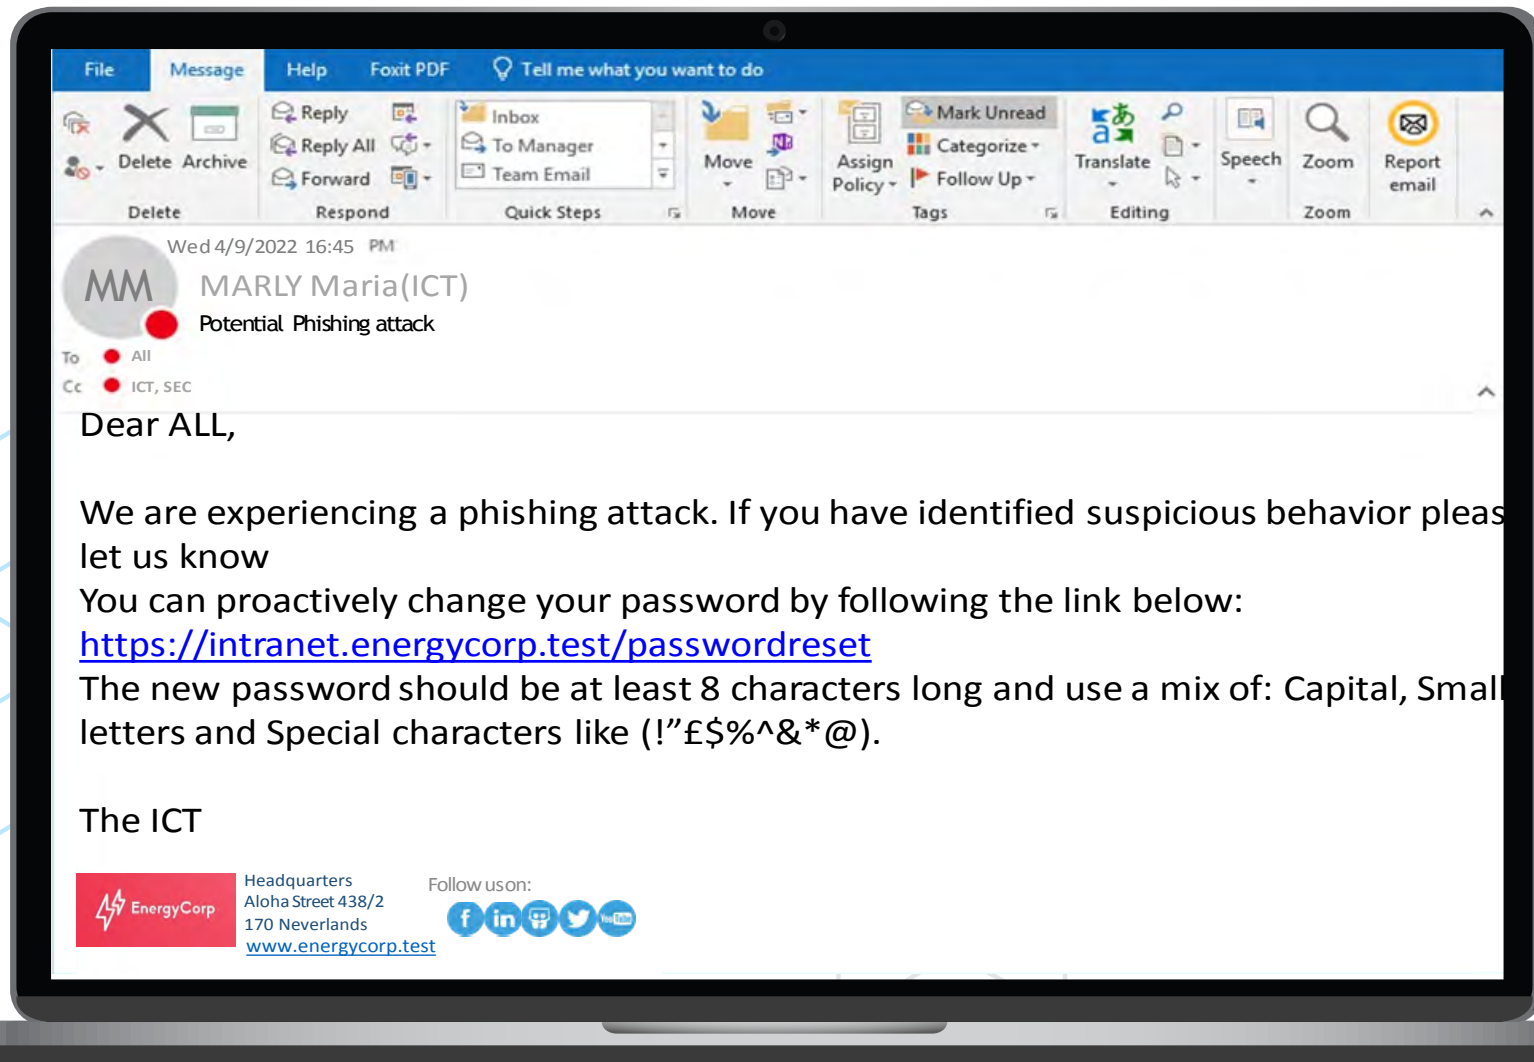 File Message Help Foxit PDF Tell me what you want to do
Reply Inbox Mark Unread
Reply All To Manager Categorize
Delete Archive Forward Team Email Move Assign Policy Follow Up Translate Speech Zoom Report email
Delete Respond Quick Steps Move Tags Editing Zoom
Wed 4/9/2022 16:45 PM
MM MARLY Maria(ICT)
Potential Phishing attack
To All
Cc ICT, SEC
Dear ALL,
We are experiencing a phishing attack. If you have identified suspicious behavior pleas
let us know
You can proactively change your password by following the link below:
https://intranet.energycorp.test/passwordreset
The new password should be at least 8 characters long and use a mix of: Capital, Small
letters and Special characters like (!”£$%^&*@).
The ICT
EnergyCorp
Headquarters
Aloha Street 438/2
170 Neverlands
www.energycorp.test
Follow us on:
f in You Tube